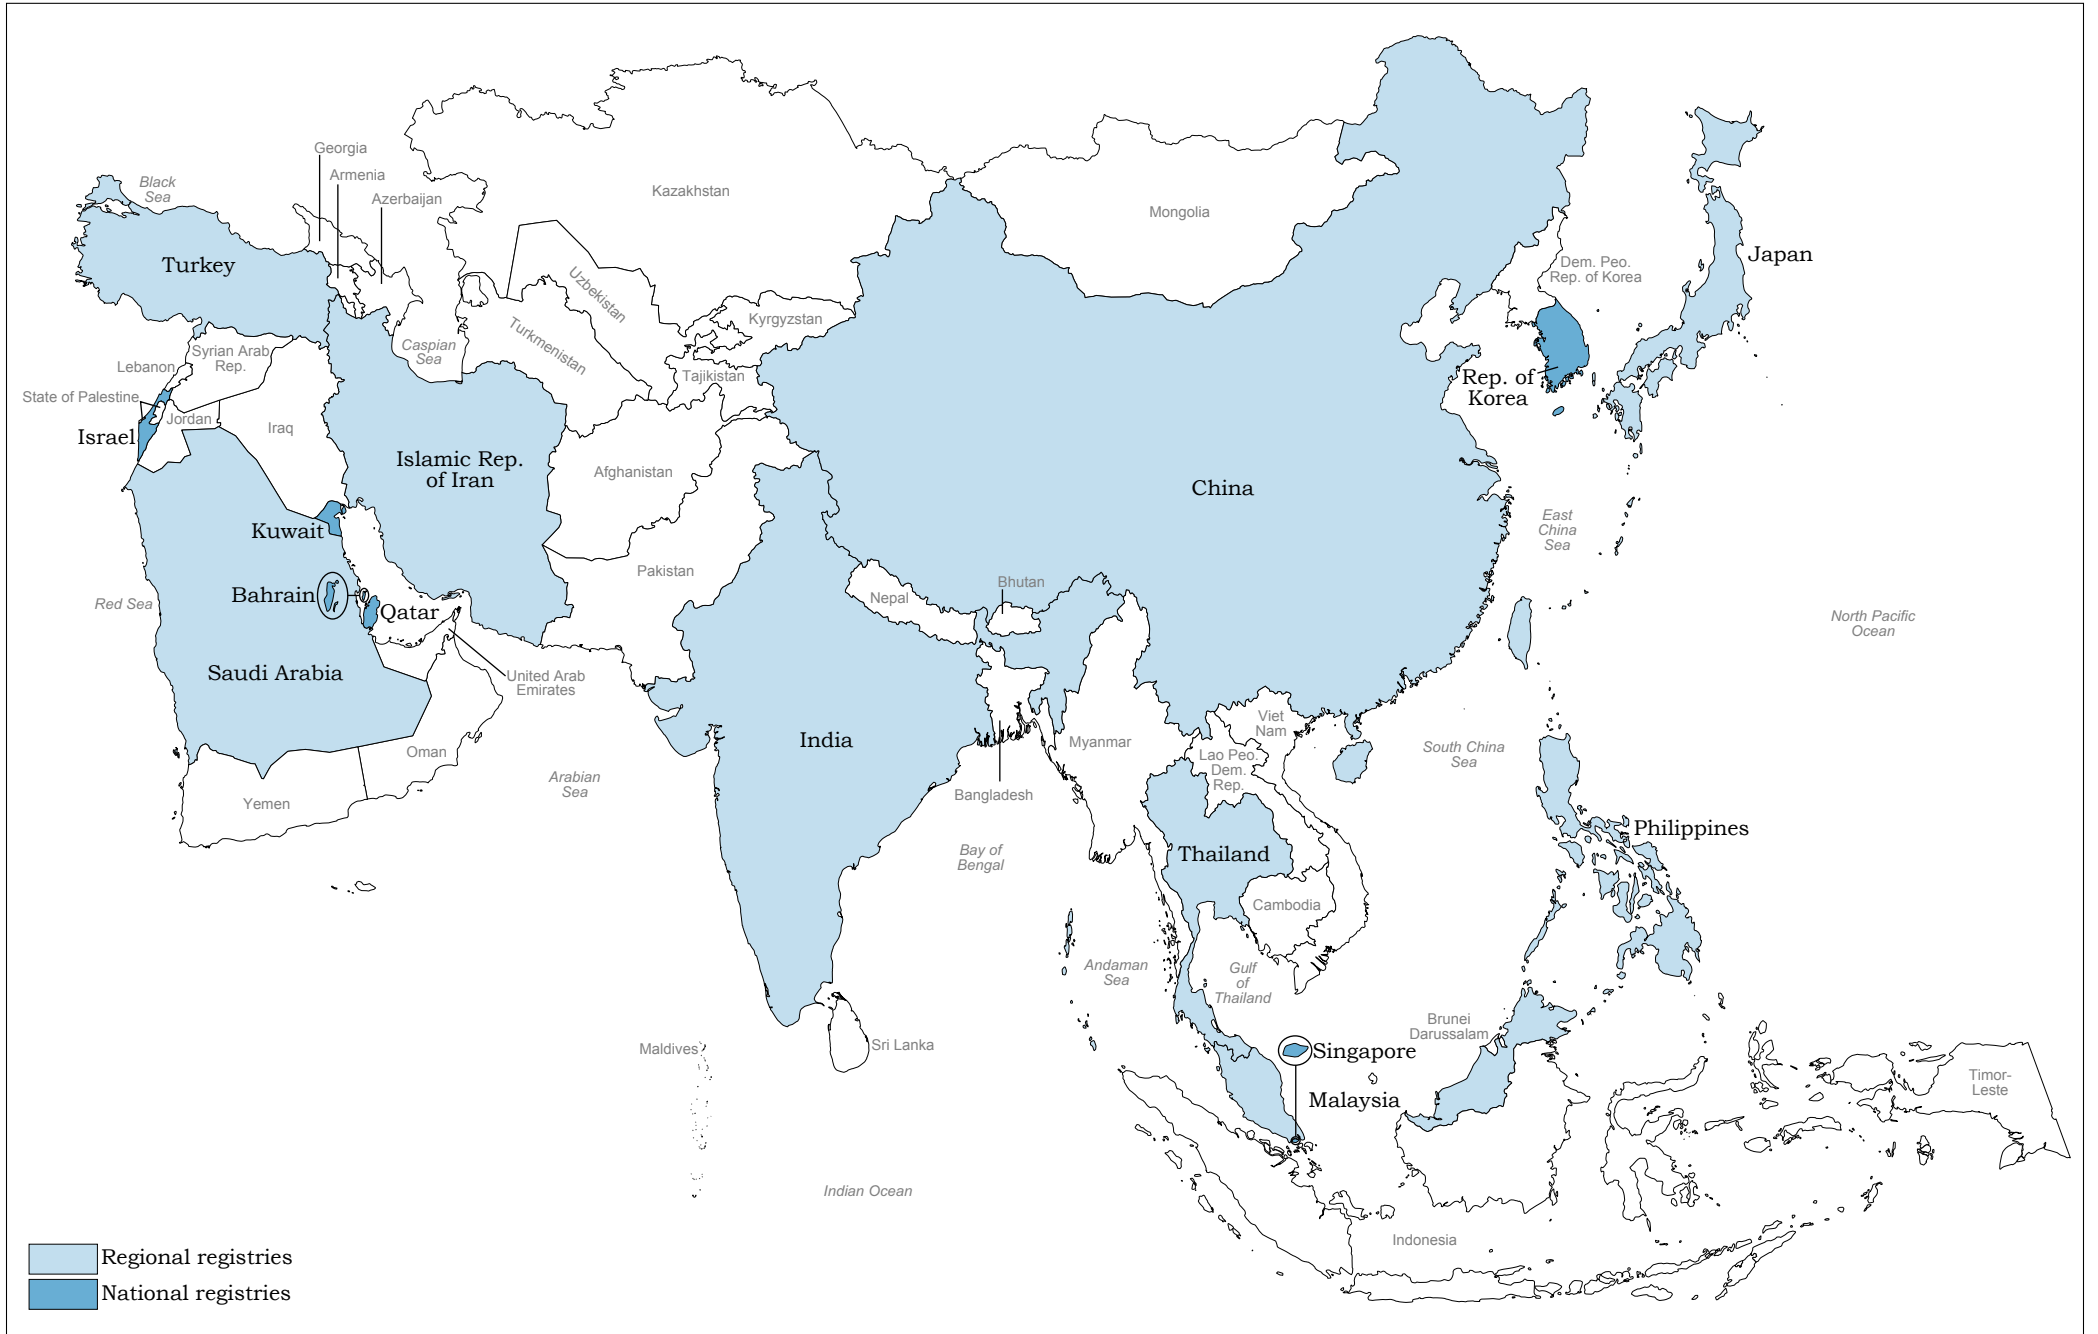 Georgia
Armenia
Azerbaijan
Black
Sea
Kazakhstan
Mongolia
Turkey
Japan
Dem. Peo.
Rep. of Korea
Uzbekistan
Kyrgyzstan
Turkmenistan
Caspian
Sea
Syrian Arab
Rep.
Lebanon
Tajikistan
Rep. of
Korea
State of Palestine
Jordan
Israel
Iraq
Islamic Rep.
of Iran
Afghanistan
China
Kuwait
East
China
Sea
Pakistan
Bhutan
Nepal
Bahrain
Qatar
Red Sea
North Pacific
Ocean
Saudi Arabia
United Arab
Emirates
Viet
Nam
India
Myanmar
South China
Sea
Oman
Lao Peo.
Dem.
Rep.
Arabian
Sea
Bangladesh
Yemen
Philippines
Bay of
Bengal
Thailand
Cambodia
Andaman
Sea
Gulf
of
Thailand
Brunei
Darussalam
Maldives
Sri Lanka
Singapore
Timor-
Leste
Malaysia
Indian Ocean
Indonesia
Regional registries
National registries